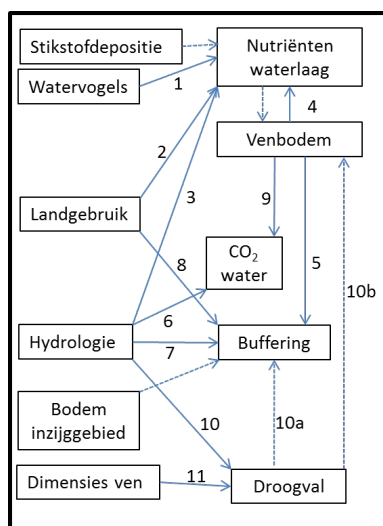 Stikstofdepositie
Nutriënten
waterlaag
Watervogels
1
4
Venbodem
2
3
9
Landgebruik
CO₂
water
8
5
10b
6
Hydrologie
7
Buffering
Bodem
inzijggebied
10
10a
Dimensies ven
11
Droogval